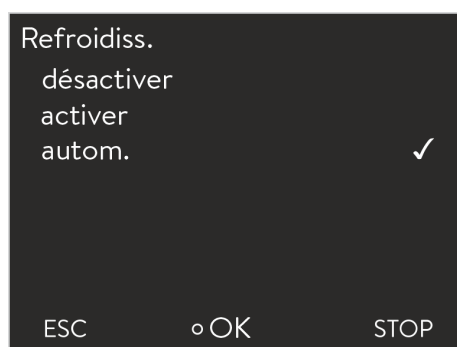 Refroidiss.
désactiver
activer
autom. ✓
ESC OK STOP